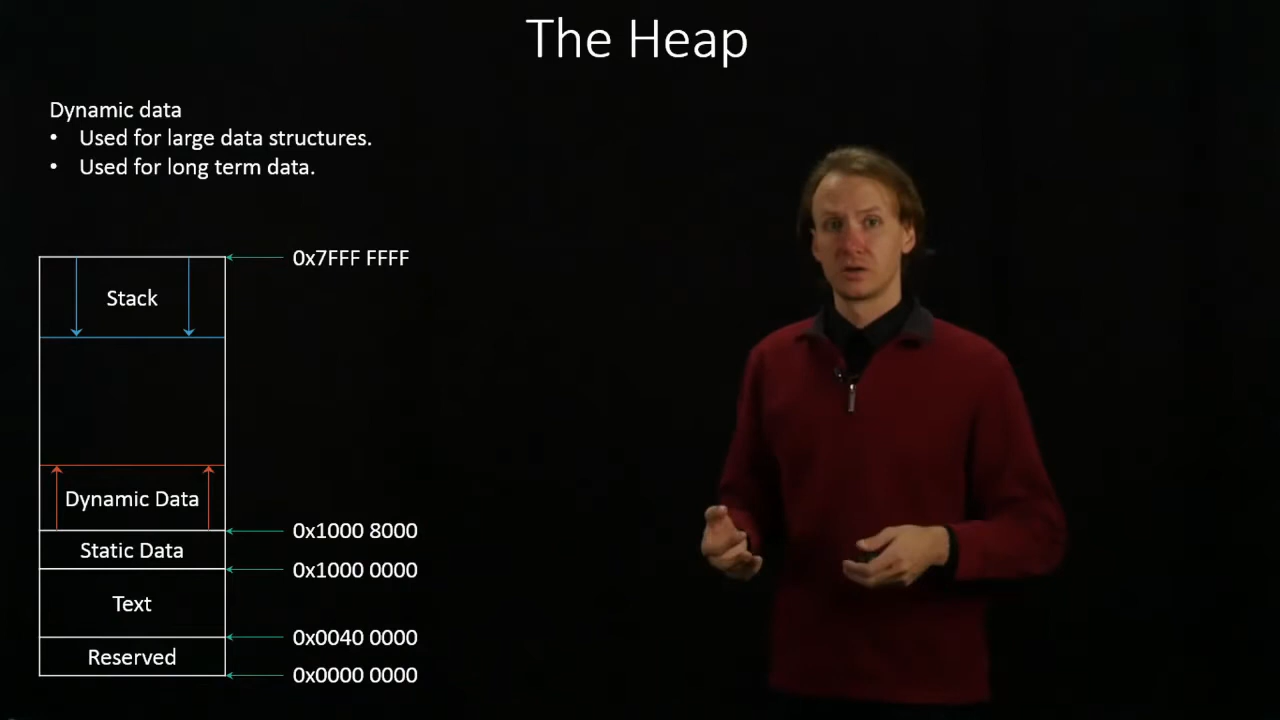 The Heap
Dynamic data
• Used for large data structures.
• Used for long term data.
0x7FFF FFFF
Stack
Dynamic Data
0x1000 8000
Static Data
0x1000 0000
Text
0x0040 0000
Reserved
0x0000 0000